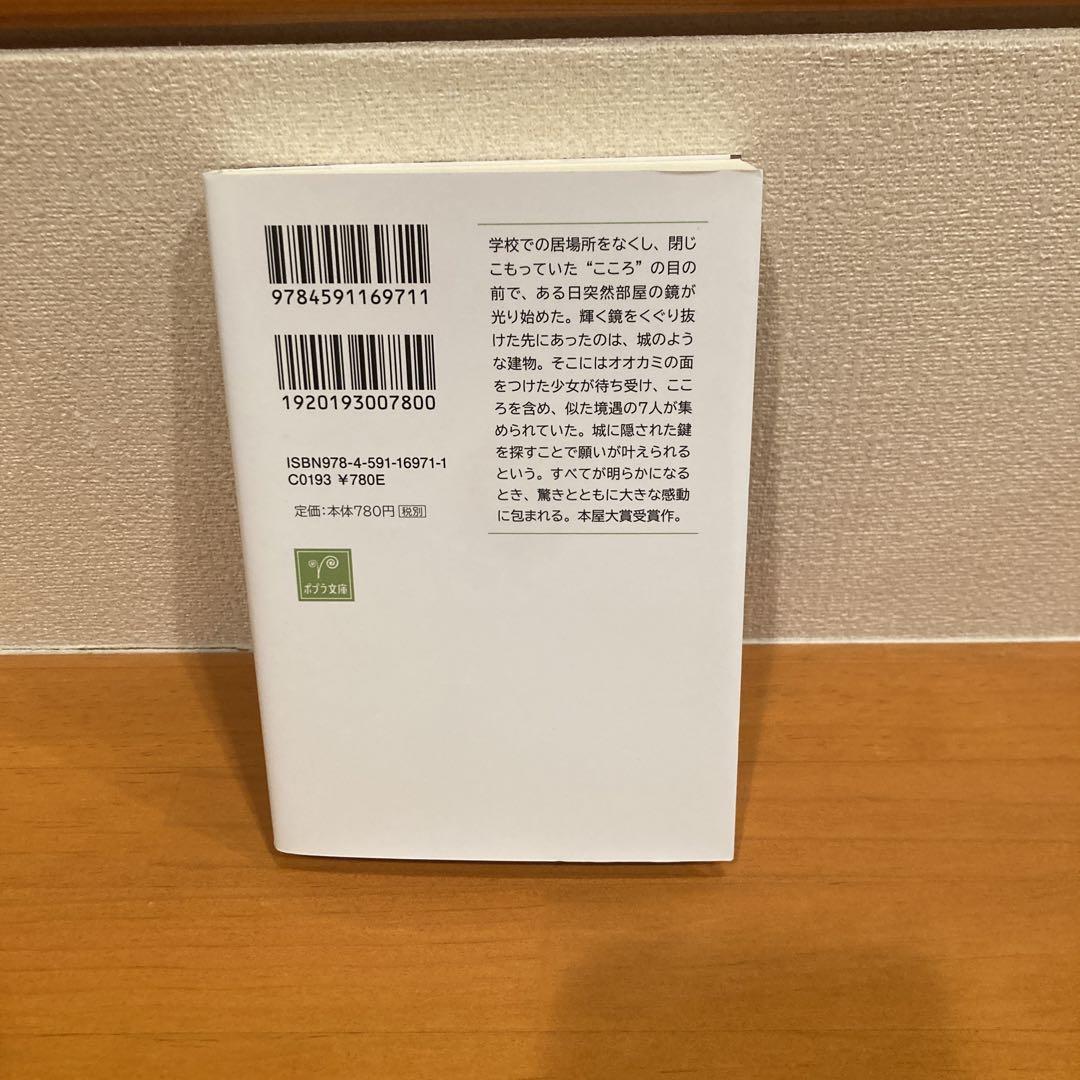 9784591169711
1920193007800
ISBN978-4-591-16971-1
C0193 ¥780E
定価:本体780円 税別
ポプラ文庫
学校での居場所をなくし、閉じ
こもっていた“こころ”の目の
前で、ある日突然部屋の鏡が
光り始めた。輝く鏡をくぐり抜
けた先にあったのは、城のよう
な建物。そこにはオオカミの面
をつけた少女が待ち受け、ここ
ろを含め、似た境遇の7人が集
められていた。城に隠された鍵
を探すことで願いが叶えられる
という。すべてが明らかになる
とき、驚きとともに大きな感動
に包まれる。本屋大賞受賞作。